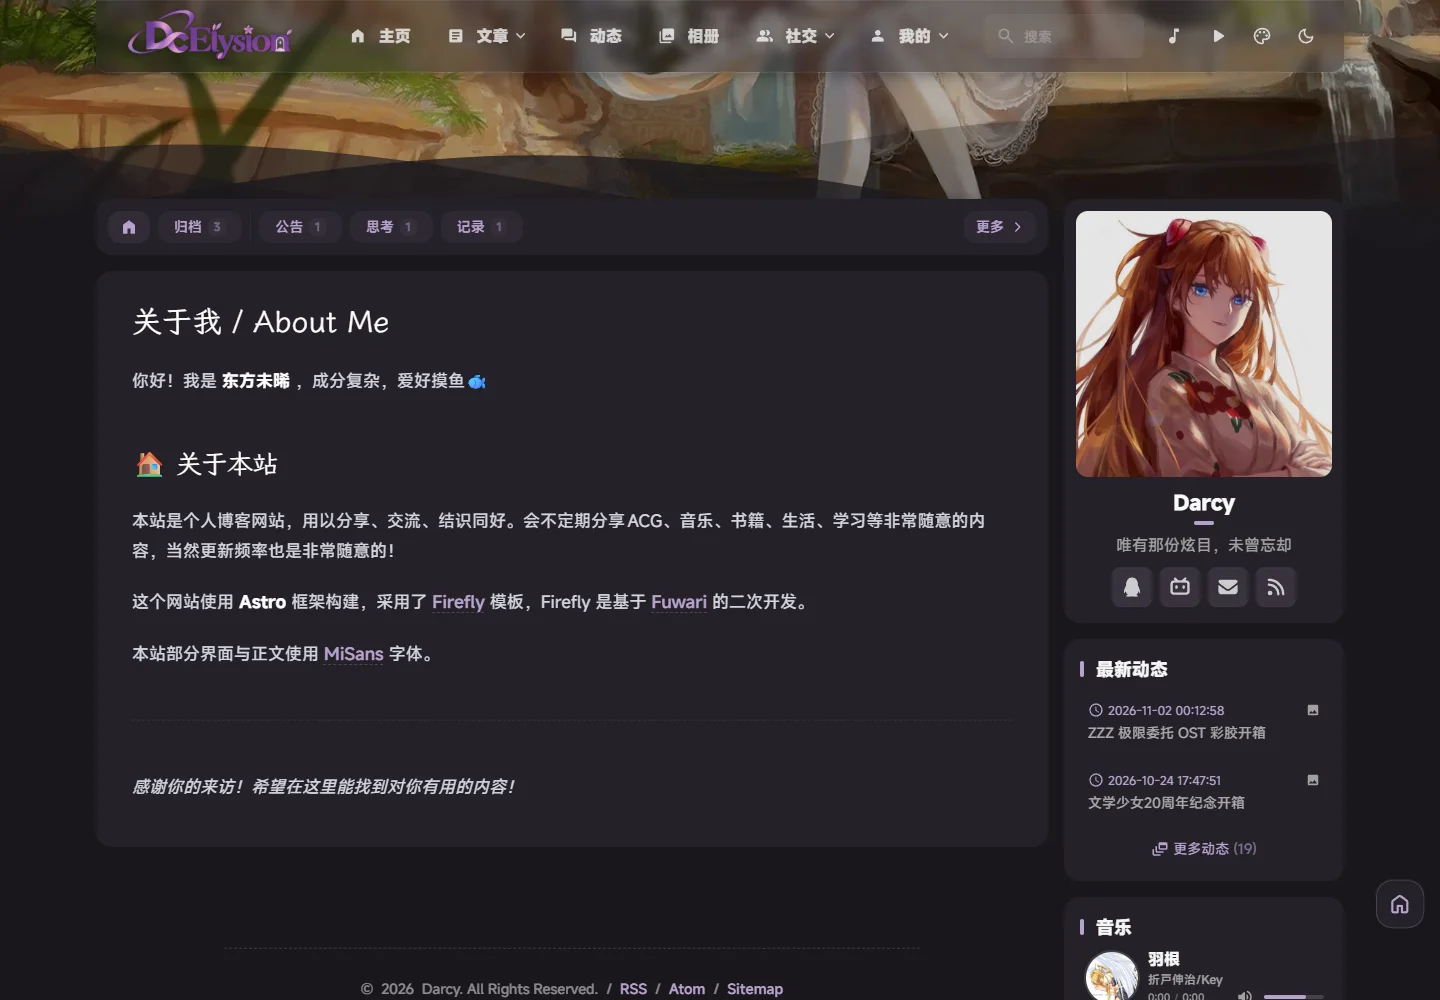 DcElysion
主页 文章 动态 相册 社交 我的 搜索
归档 3 公告 1 思考 1 记录 1 更多
关于我 / About Me
你好！我是 东方未晞 ，成分复杂，爱好摸鱼🐟
🏠 关于本站
本站是个人博客网站，用以分享、交流、结识同好。会不定期分享ACG、音乐、书籍、生活、学习等非常随意的内
容，当然更新频率也是非常随意的！
这个网站使用 Astro 框架构建，采用了 Firefly 模板，Firefly 是基于 Fuwari 的二次开发。
本站部分界面与正文使用 MiSans 字体。
感谢你的来访！希望在这里能找到对你有用的内容！
© 2026 Darcy. All Rights Reserved. / RSS / Atom / Sitemap
Darcy
唯有那份炫目，未曾忘却
最新动态
2026-11-02 00:12:58
ZZZ 极限委托 OST 彩胶开箱
2026-10-24 17:47:51
文学少女20周年纪念开箱
更多动态 (19)
音乐
羽根
折戸伸治/Key
0:00 / 0:00